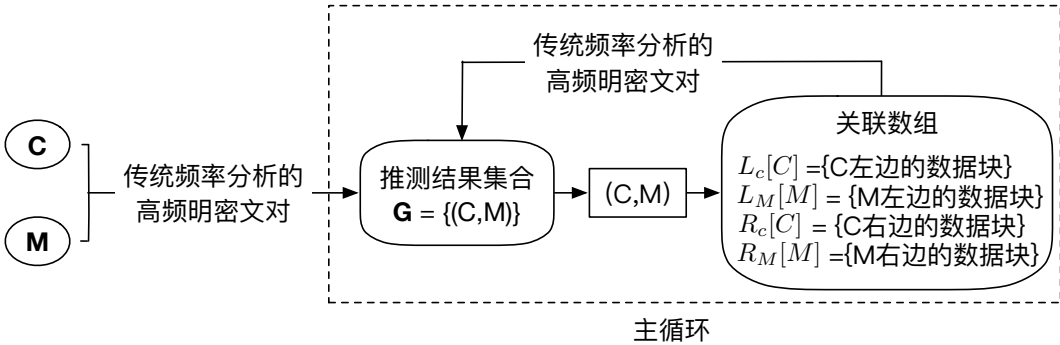 传统频率分析的
高频明密文对
C
M
传统频率分析的
高频明密文对
推测结果集合
G = {(C,M)}
(C,M)
关联数组
L_c[C] ={C左边的数据块}
L_M[M] = {M左边的数据块}
R_c[C] = {C右边的数据块}
R_M[M] ={M右边的数据块}
主循环